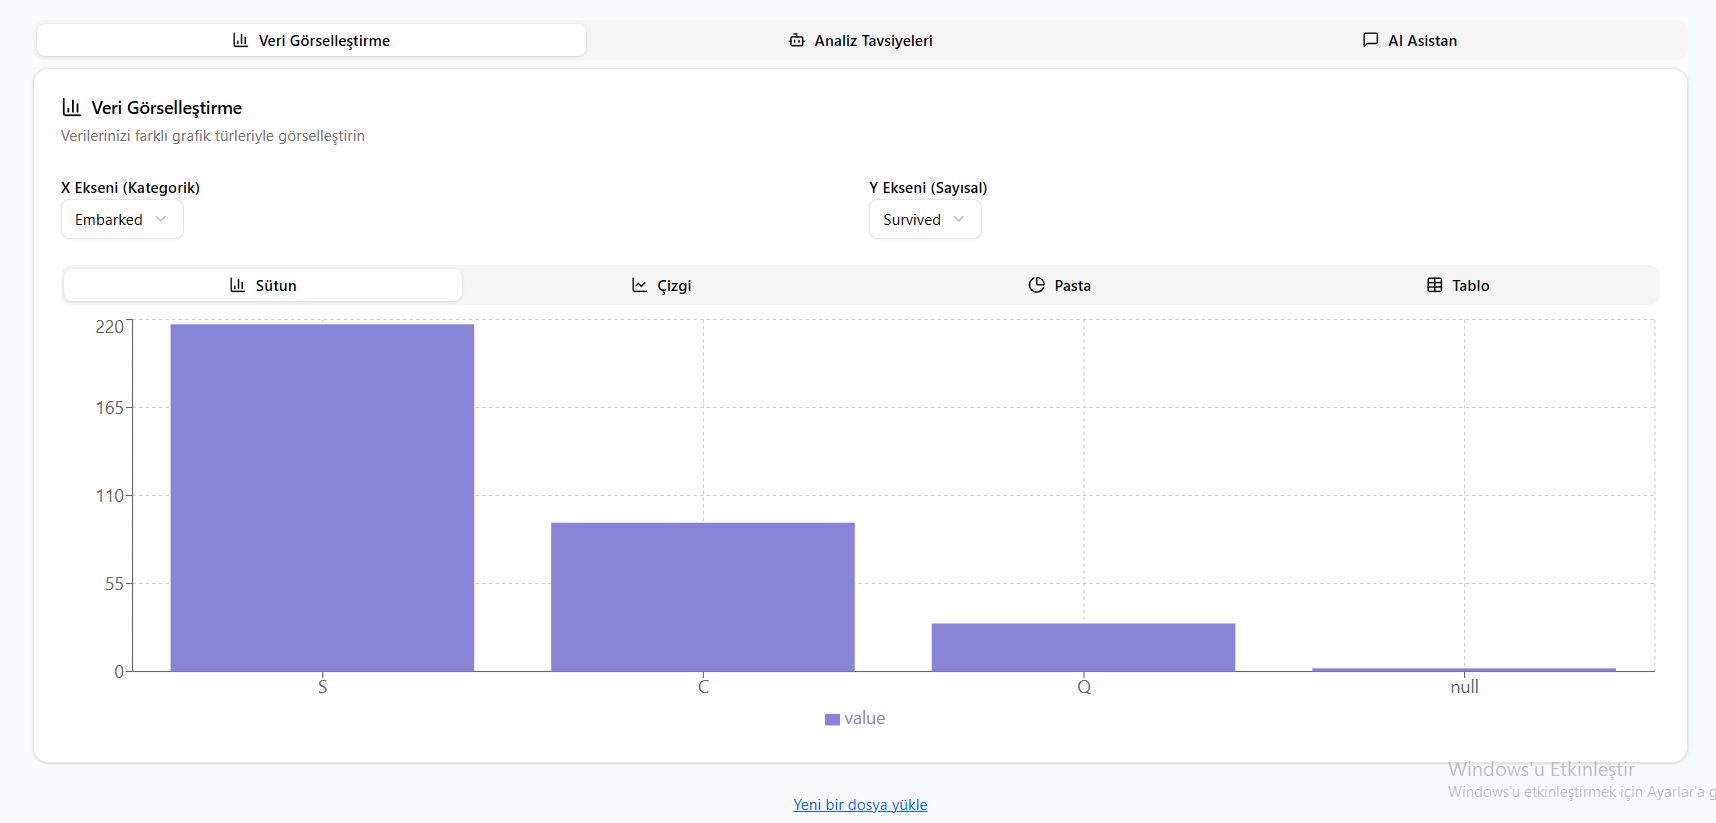 Veri Görselleştirme
Analiz Tavsiyeleri
AI Asistan
Veri Görselleştirme
Verilerinizi farklı grafik türleriyle görselleştirin
X Ekseni (Kategorik)
Y Ekseni (Sayısal)
Embarked
Survived
Sütun
Çizgi
Pasta
Tablo
220
165
110
55
0
S
C
Q
null
value
Windows'u Etkinleştir
Windows'u etkinleştirmek için Ayarlar'a g
Yeni bir dosya yükle